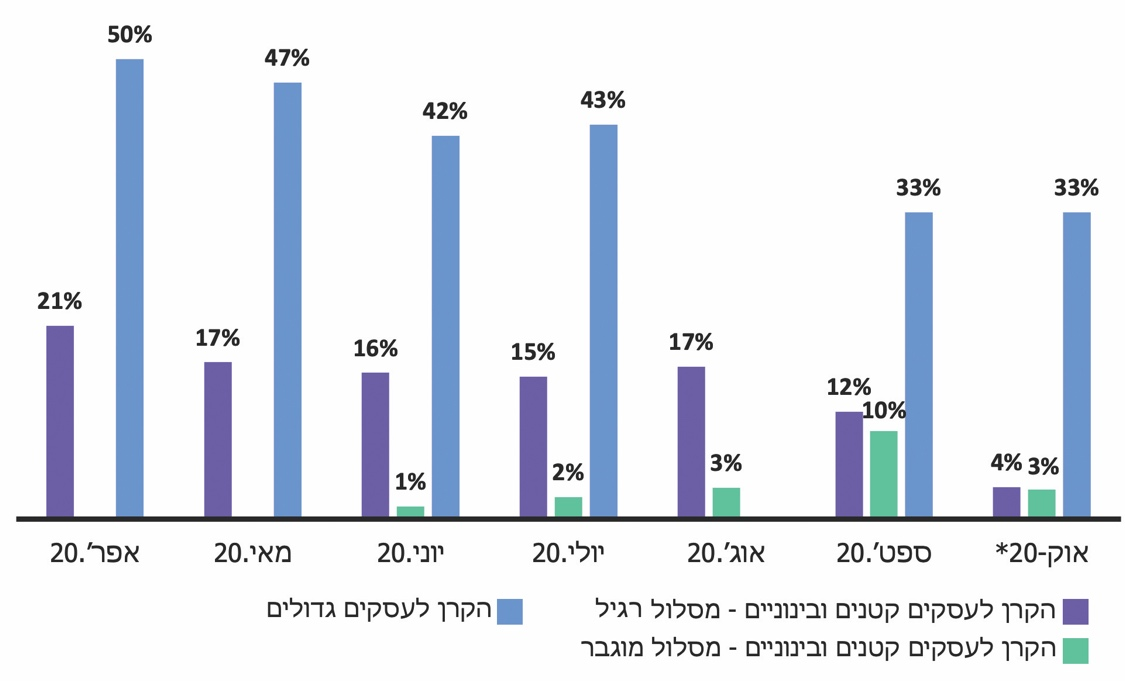 50%
47%
42%
43%
33%
33%
21%
17%
16%
15%
17%
12%
10%
1%
2%
3%
4%
3%
אפר'.20
מאי.20
יוני.20
יולי.20
אוג'.20
ספט'.20
אוק-20*
הקרן לעסקים קטנים ובינוניים - מסלול רגיל
הקרן לעסקים גדולים
הקרן לעסקים קטנים ובינוניים - מסלול מוגבר